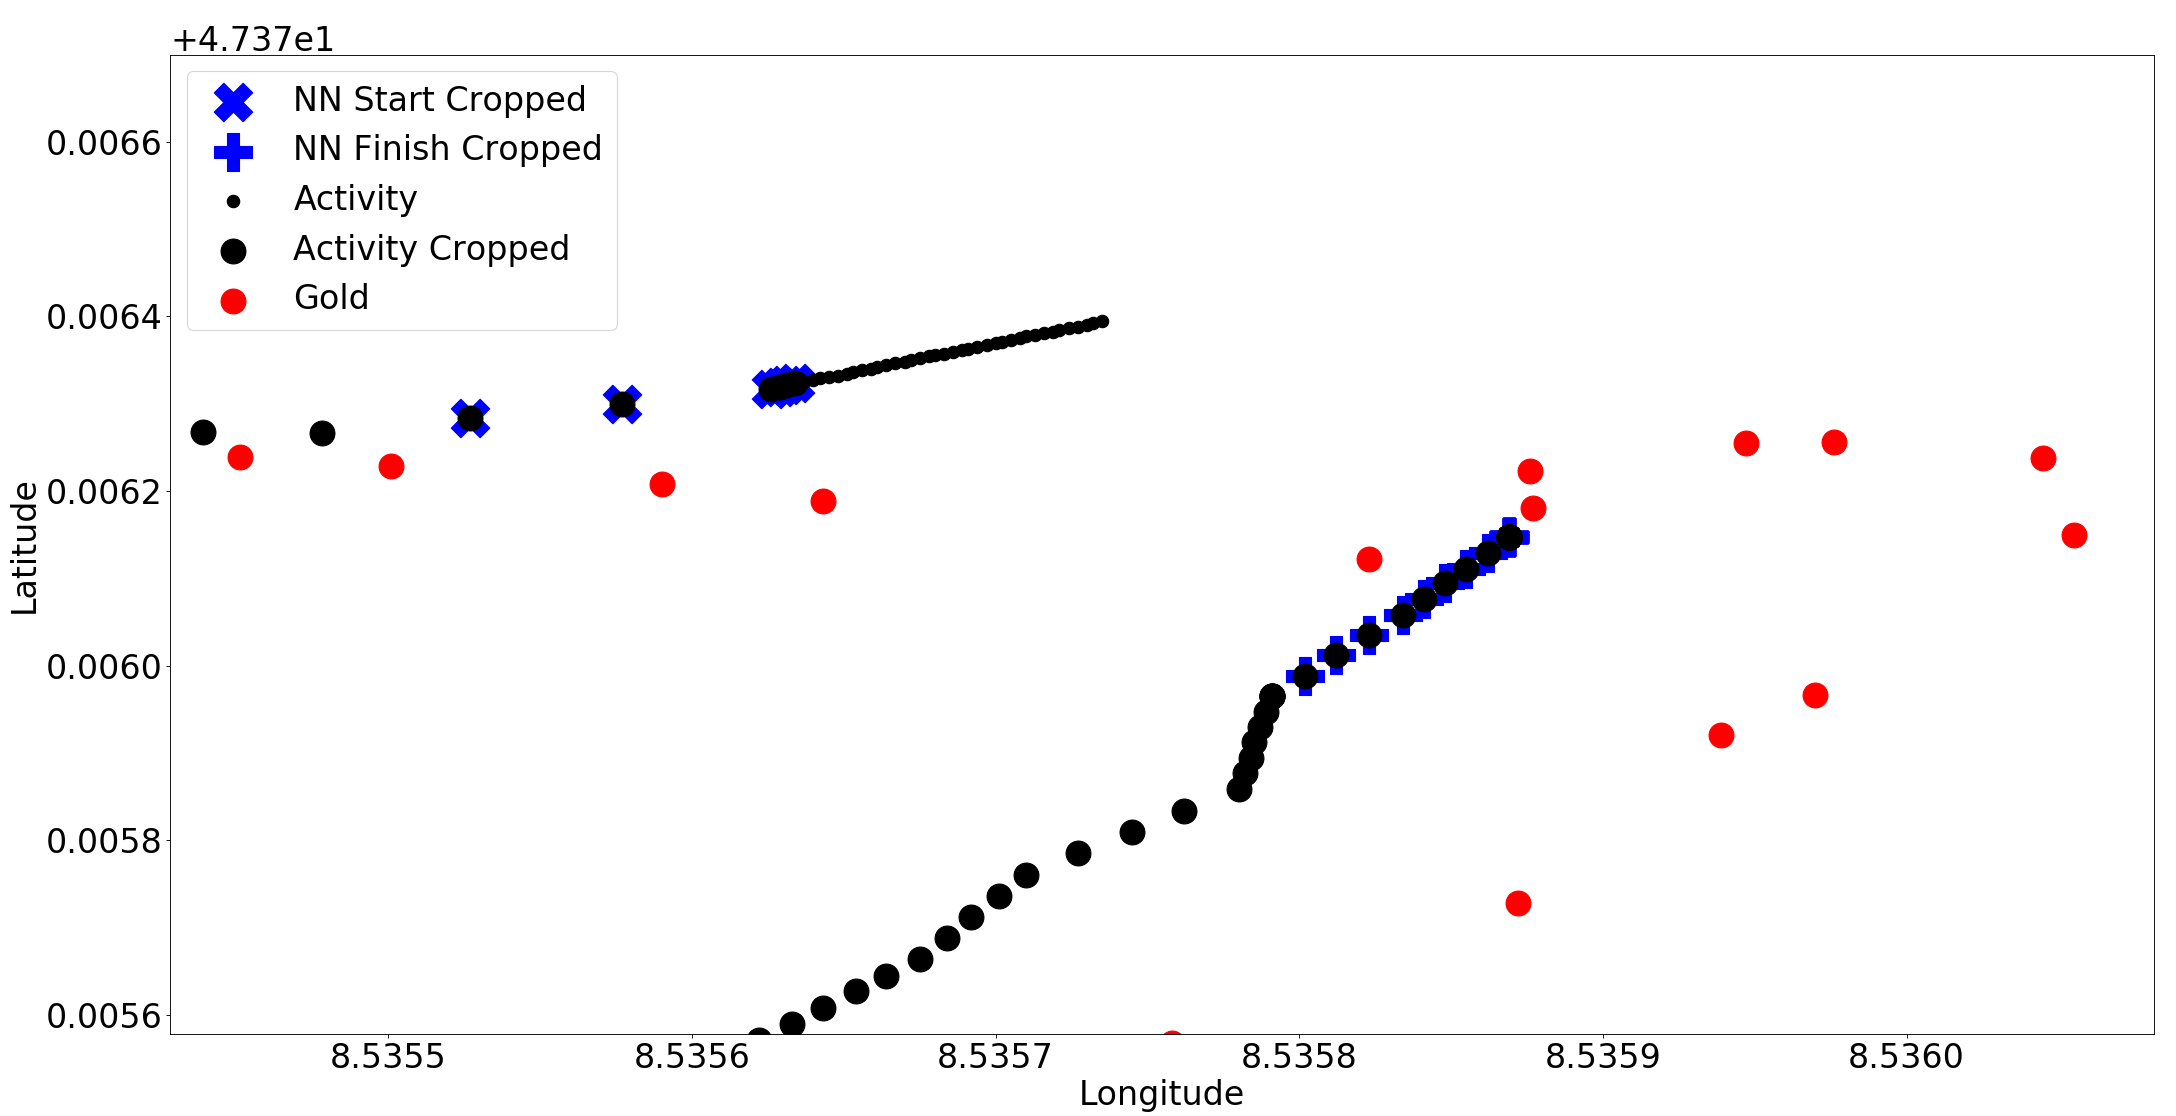 +4.737e1
NN Start Cropped
NN Finish Cropped
Activity
Activity Cropped
Gold
0.0066
0.0064
0.0062
0.0060
0.0058
0.0056
Latitude
8.5355 8.5356 8.5357 8.5358 8.5359 8.5360
Longitude